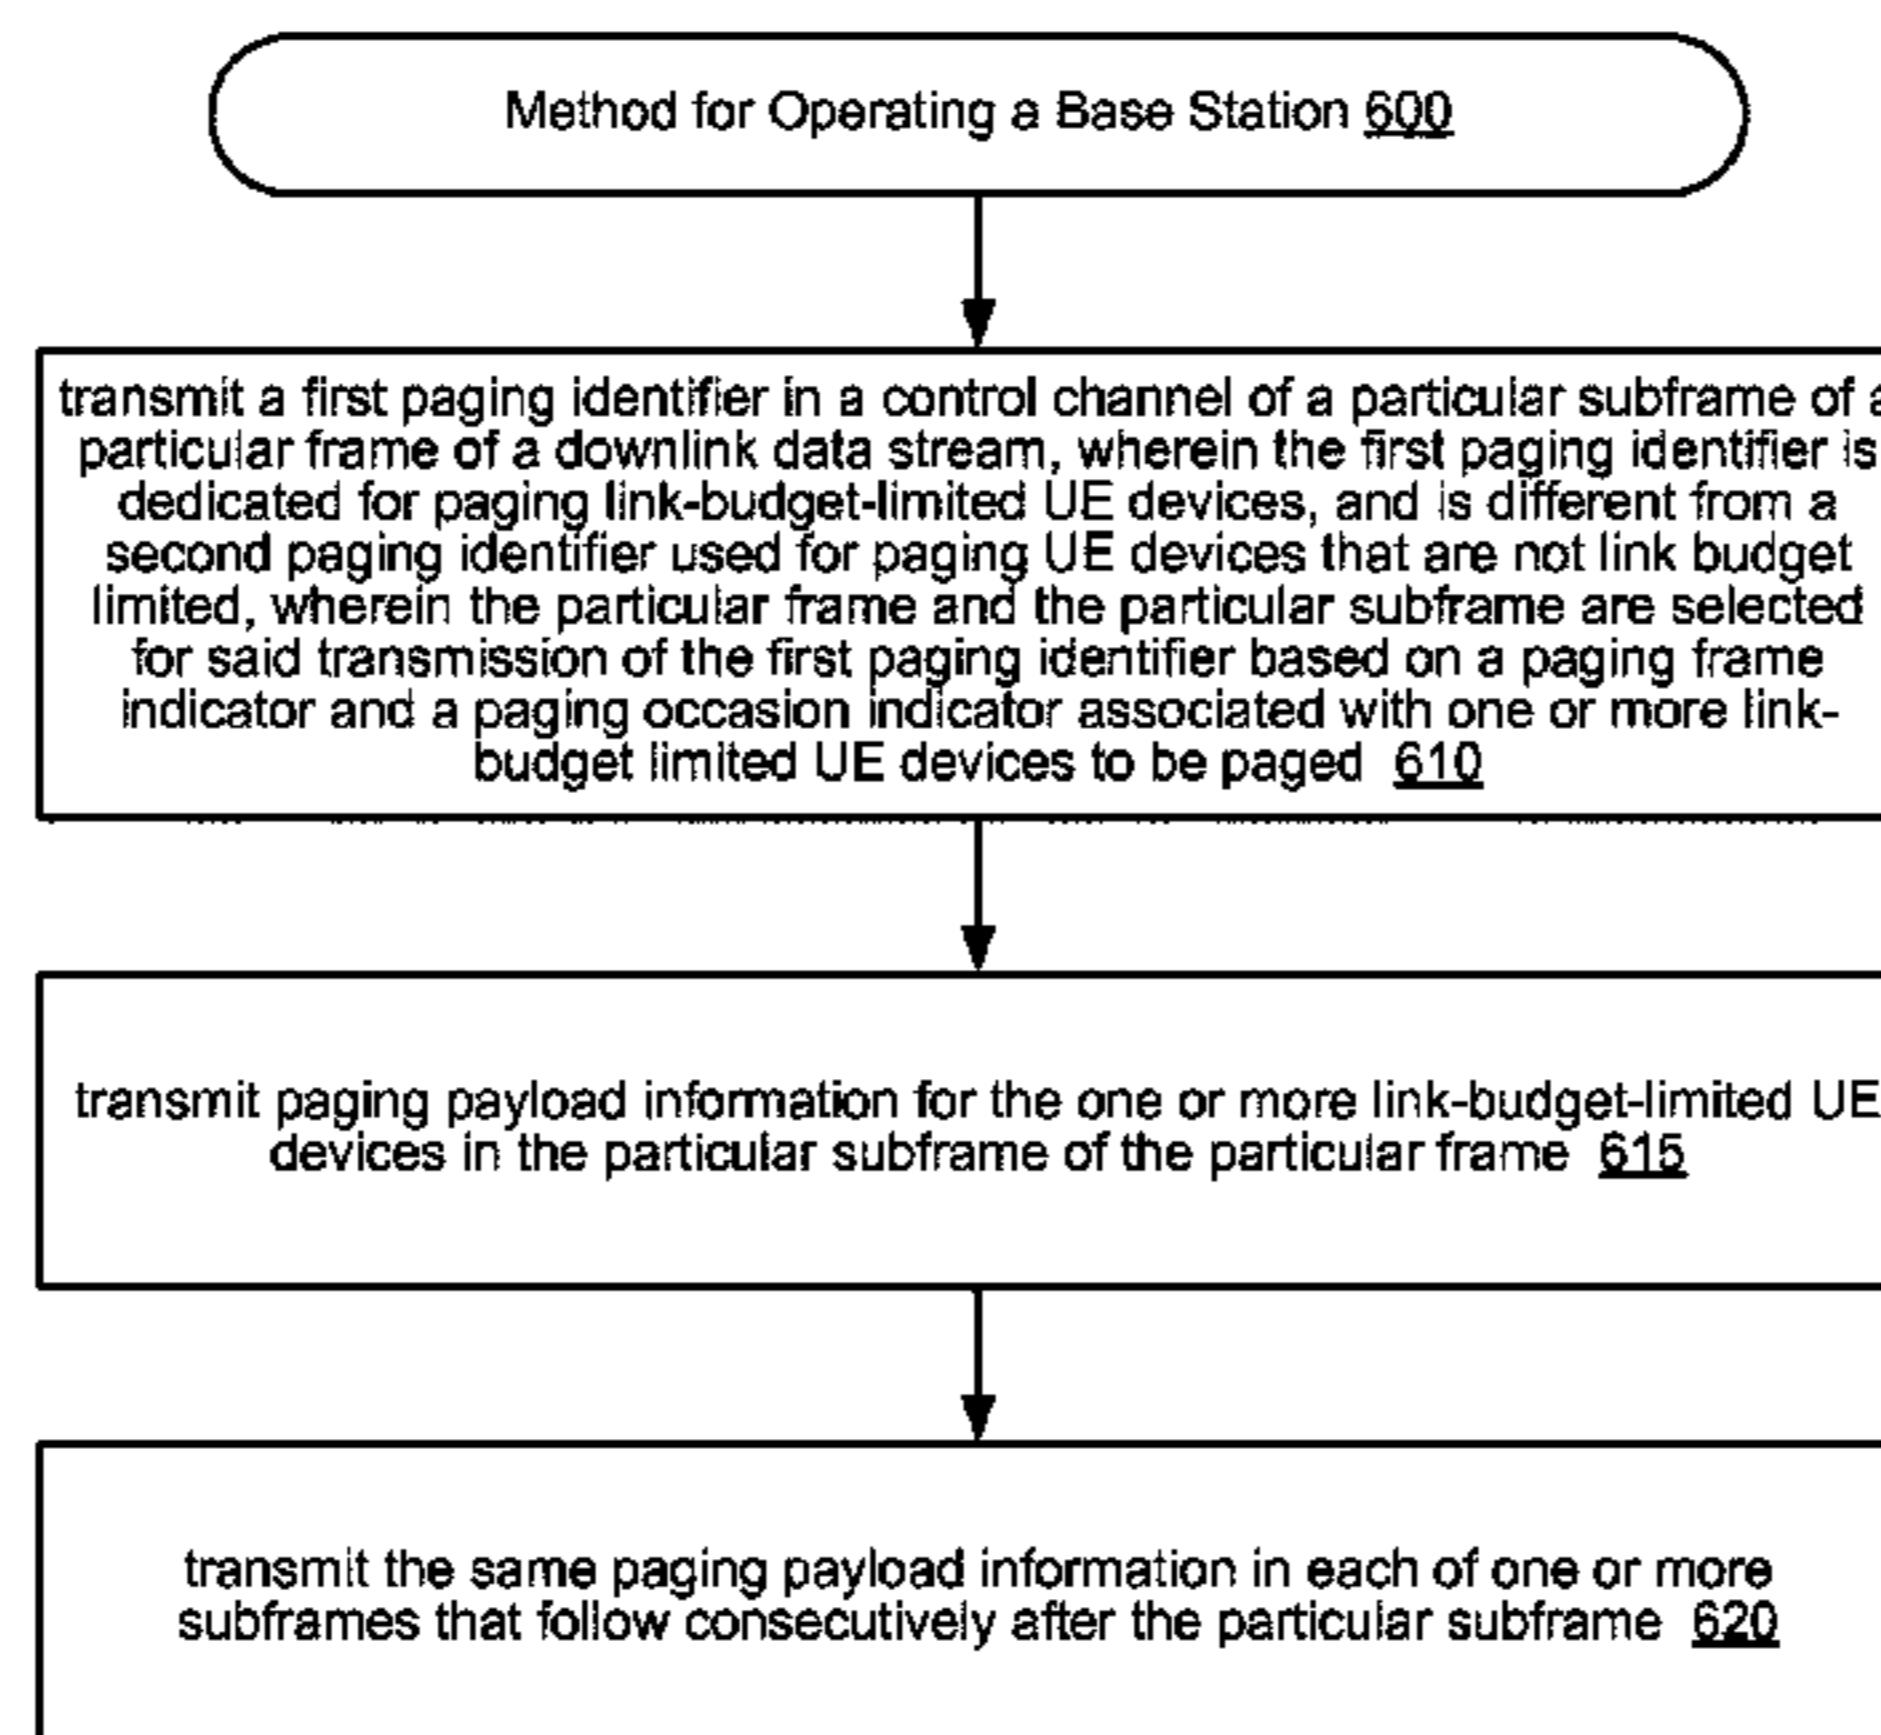 Method for Operating a Base Station 600
transmit a first paging identifier in a control channel of a particular subframe of a
particular frame of a downlink data stream, wherein the first paging identifier is
dedicated for paging link-budget-limited UE devices, and is different from a
second paging identifier used for paging UE devices that are not link budget
limited, wherein the particular frame and the particular subframe are selected
for said transmission of the first paging identifier based on a paging frame
indicator and a paging occasion indicator associated with one or more link-
budget limited UE devices to be paged 610
transmit paging payload information for the one or more link-budget-limited UE
devices in the particular subframe of the particular frame 615
transmit the same paging payload information in each of one or more
subframes that follow consecutively after the particular subframe 620